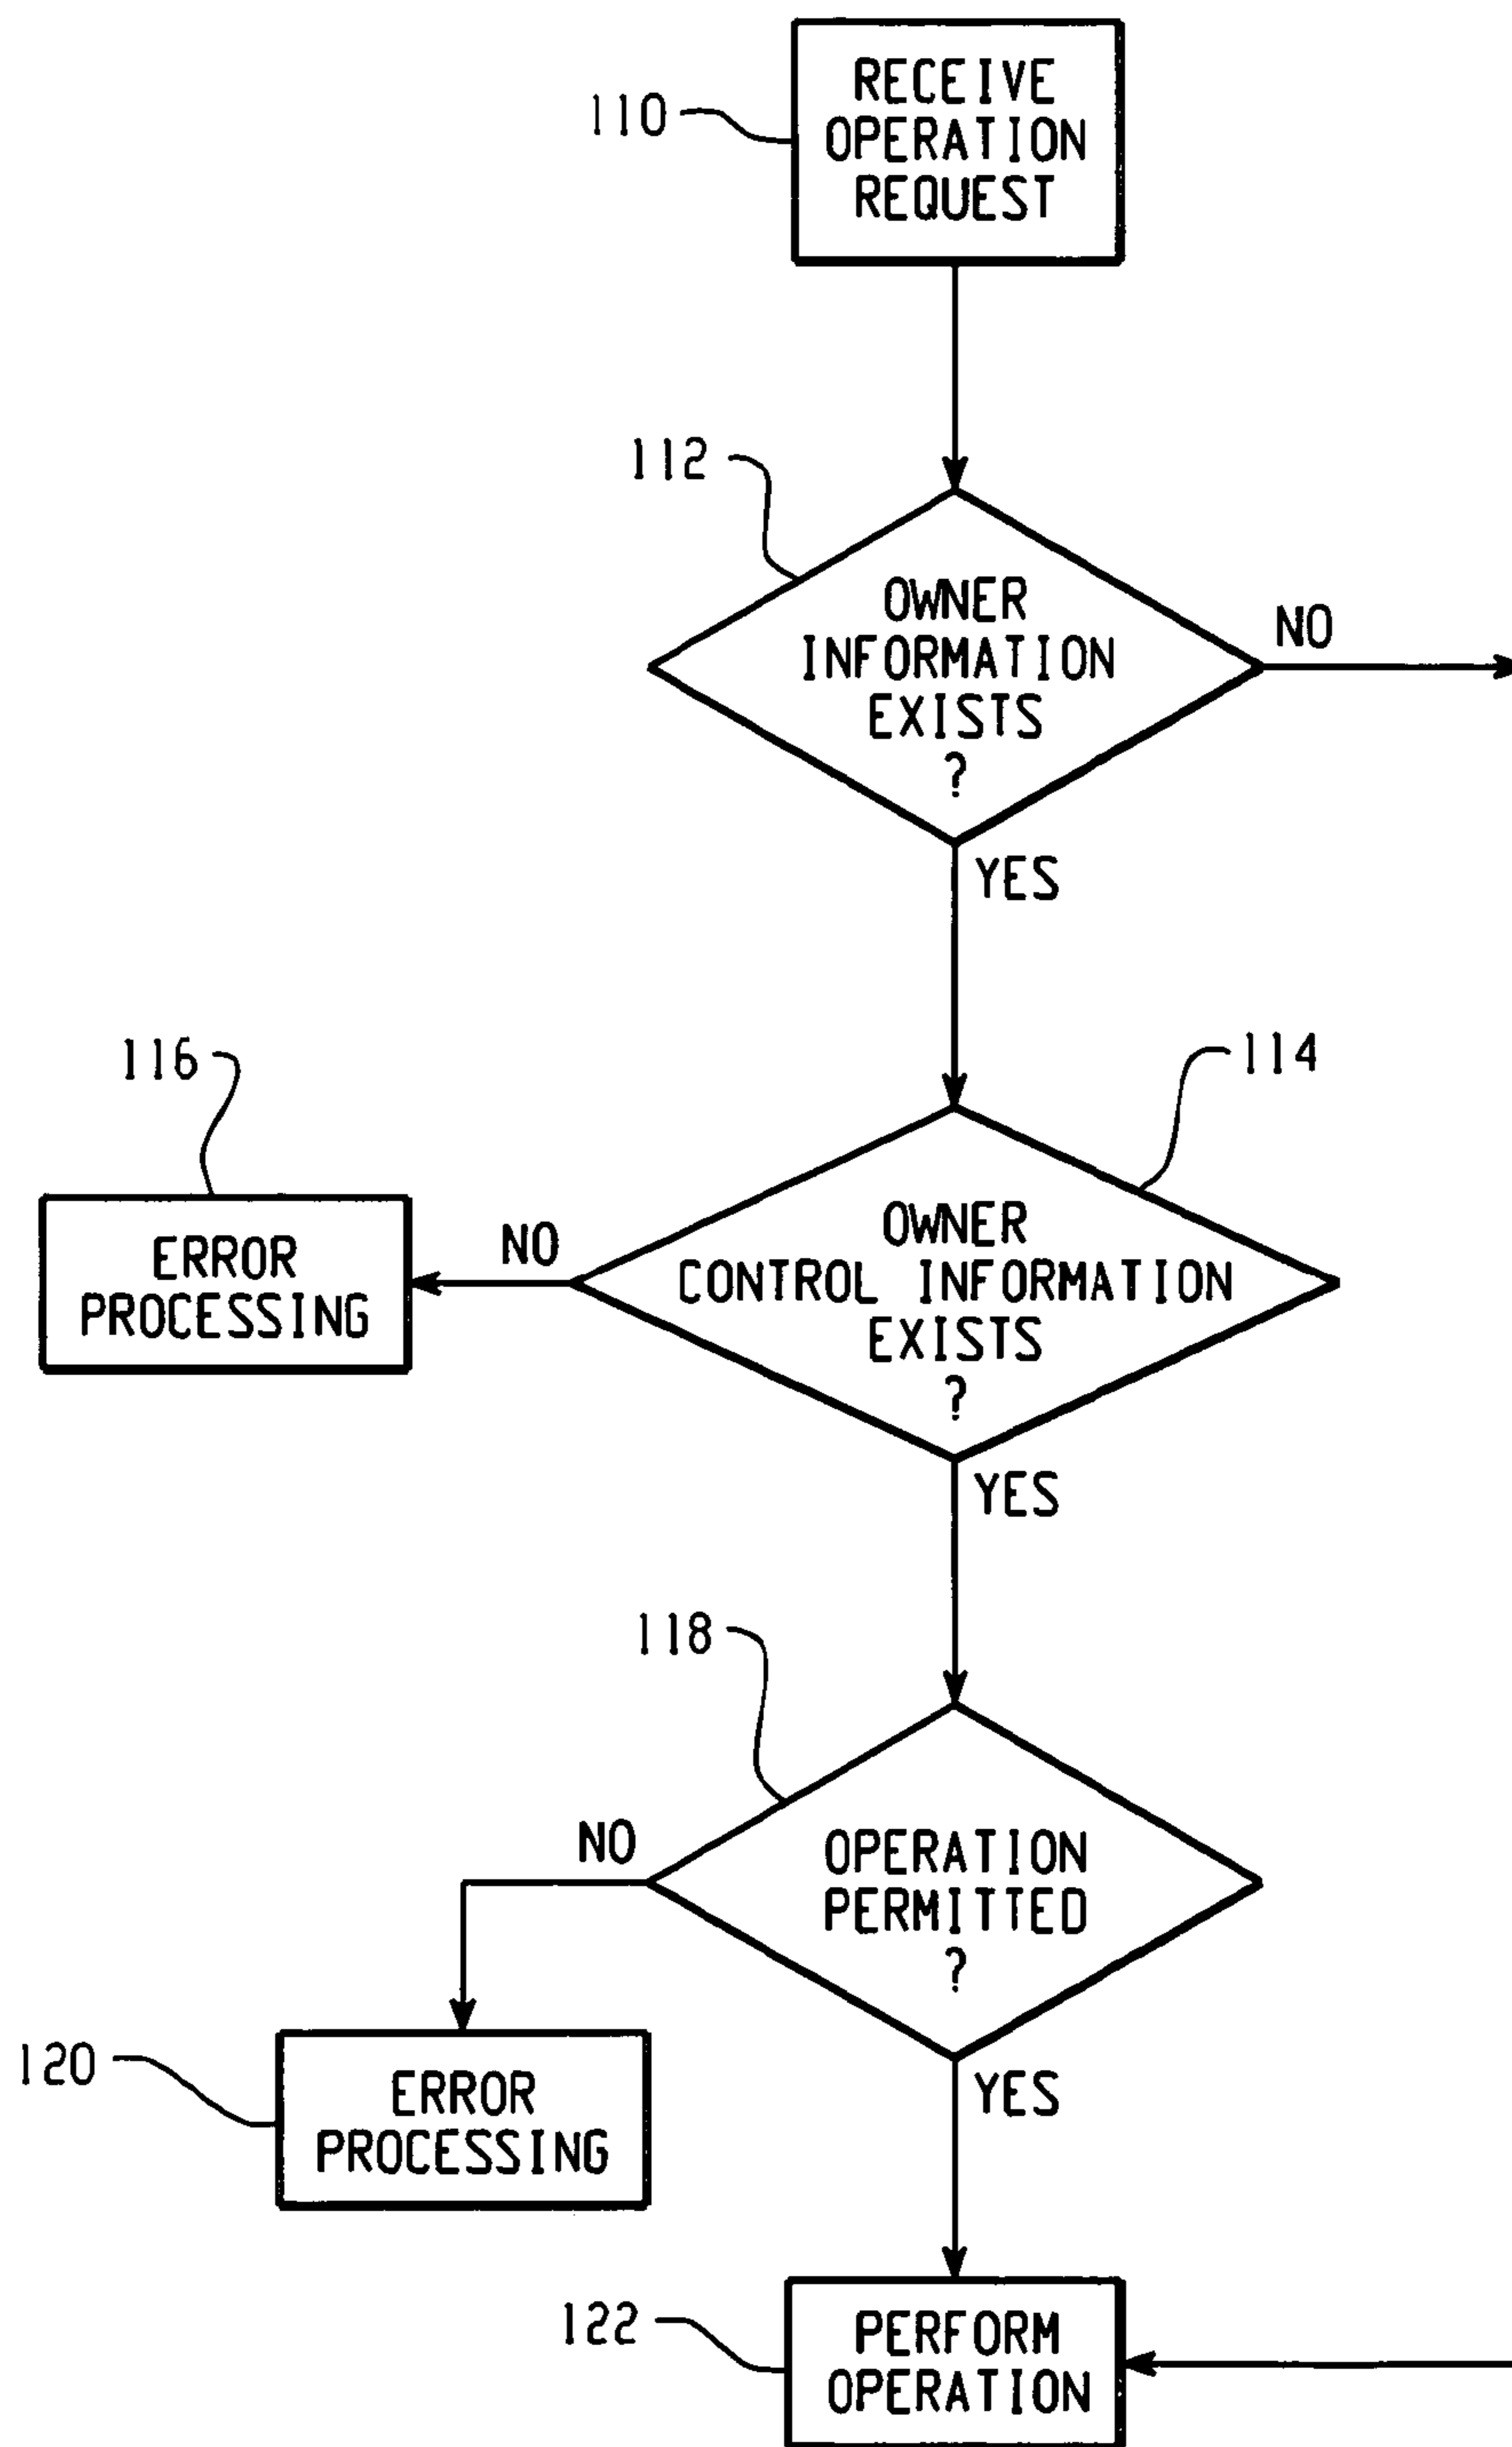 RECEIVE
OPERATION
REQUEST
110
112
OWNER
INFORMATION
EXISTS
?
NO
YES
116
114
ERROR
PROCESSING
NO
OWNER
CONTROL INFORMATION
EXISTS
?
YES
118
NO
OPERATION
PERMITTED
?
120
ERROR
PROCESSING
YES
122
PERFORM
OPERATION